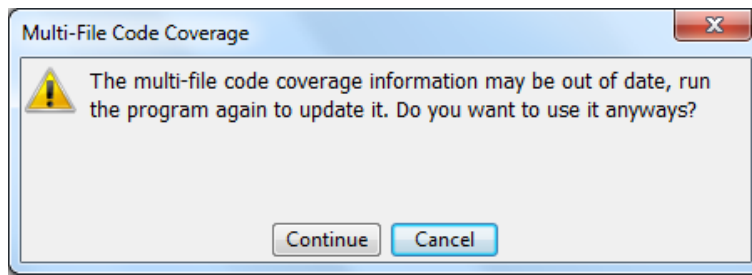 Multi-File Code Coverage
The multi-file code coverage information may be out of date, run
the program again to update it. Do you want to use it anyways?
Continue Cancel